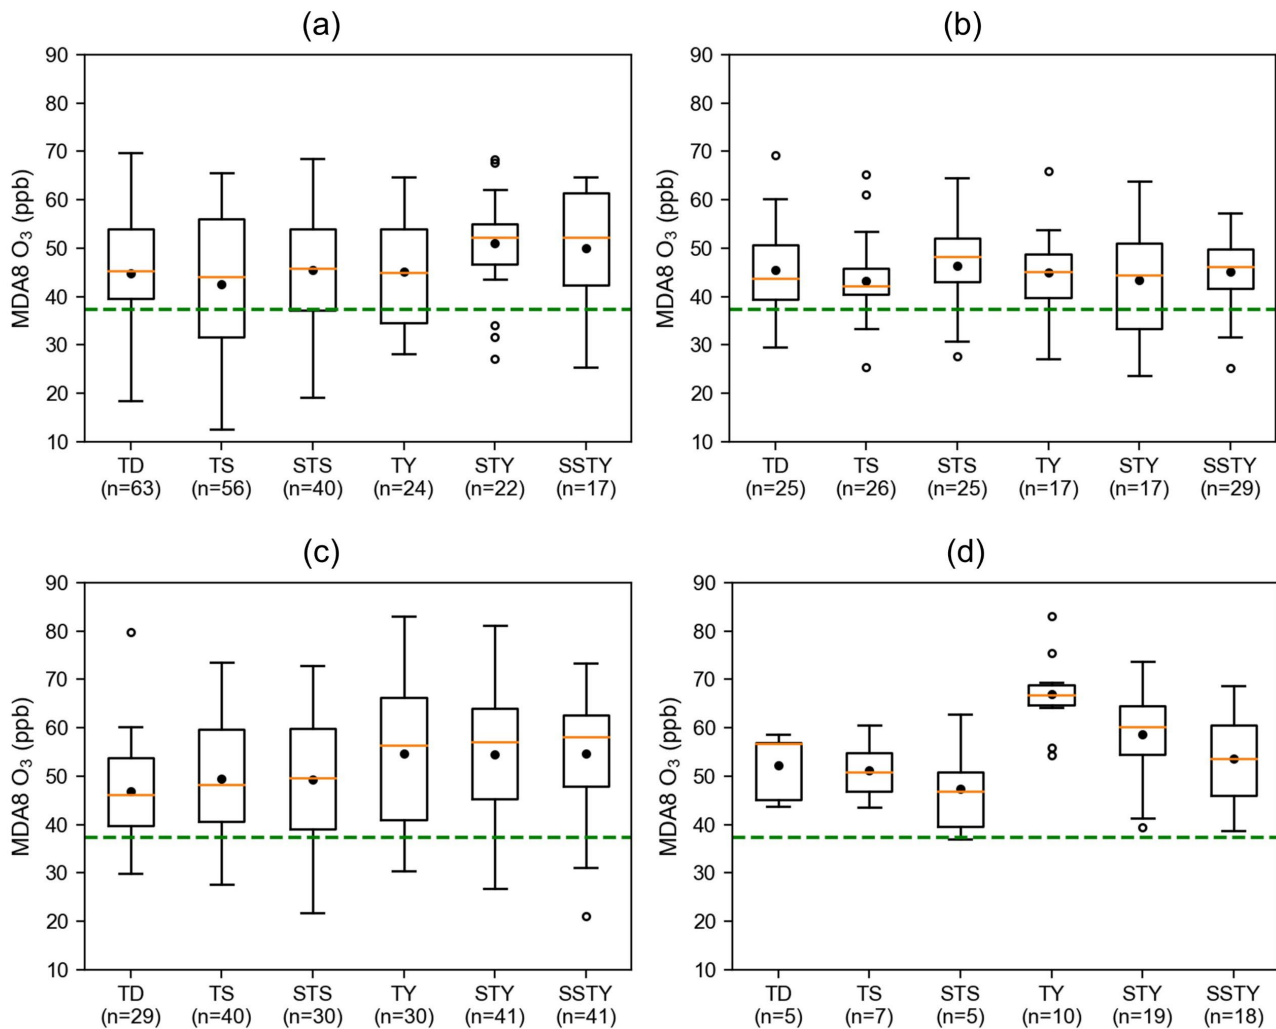 (a)
MDA8 O₃ (ppb)
90
80
70
60
50
40
30
20
10
TD TS STS TY STY SSTY
(n=63) (n=56) (n=40) (n=24) (n=22) (n=17)
(b)
MDA8 O₃ (ppb)
90
80
70
60
50
40
30
20
10
TD TS STS TY STY SSTY
(n=25) (n=26) (n=25) (n=17) (n=17) (n=29)
(c)
MDA8 O₃ (ppb)
90
80
70
60
50
40
30
20
10
TD TS STS TY STY SSTY
(n=29) (n=40) (n=30) (n=30) (n=41) (n=41)
(d)
MDA8 O₃ (ppb)
90
80
70
60
50
40
30
20
10
TD TS STS TY STY SSTY
(n=5) (n=7) (n=5) (n=10) (n=19) (n=18)